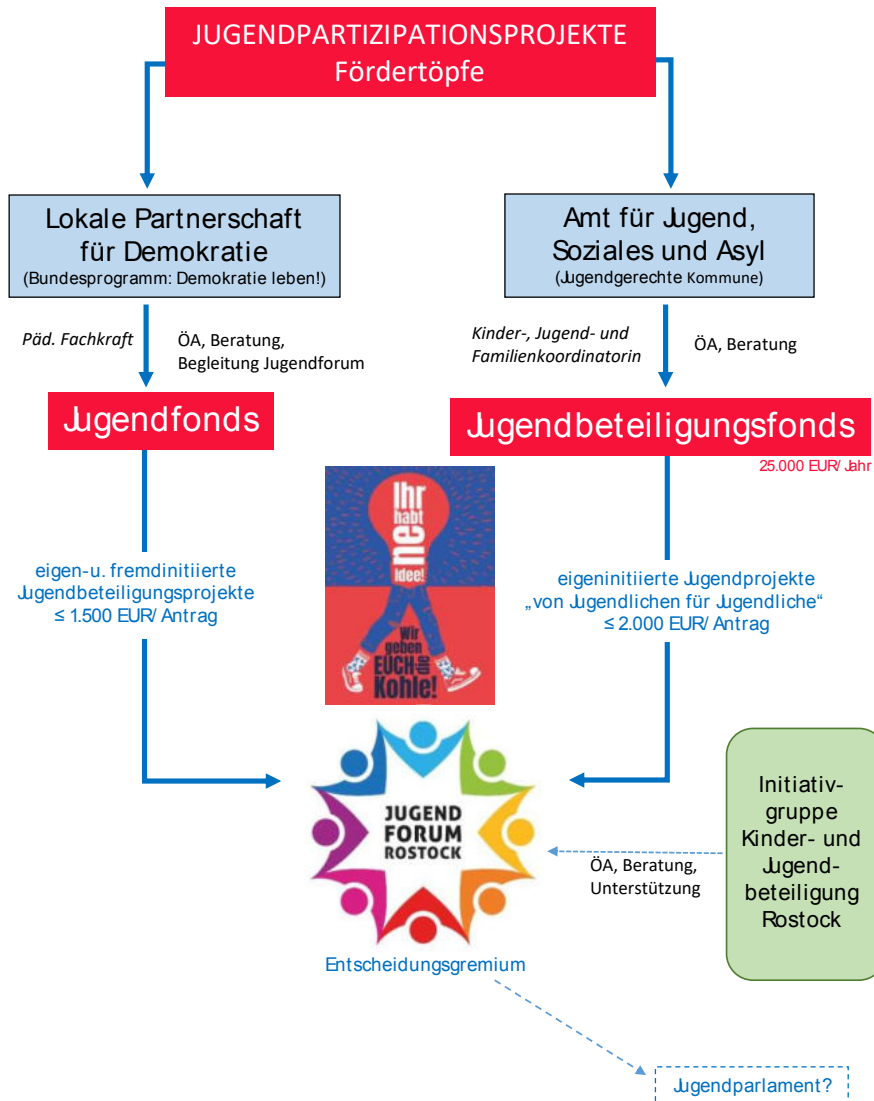 JUGENDPARTIZIPATIONSPROJEKTE
Fördertöpfe
Lokale Partnerschaft
für Demokratie
(Bundesprogramm: Demokratie leben!)
Amt für Jugend,
Soziales und Asyl
(Jugendgerechte Kommune)
Päd. Fachkraft
ÖA, Beratung,
Begleitung Jugendforum
Kinder-, Jugend- und
Familienkoordinatorin
ÖA, Beratung
Jugendfonds
Jugendbeteiligungsfonds
25.000 EUR/ Jahr
Ihr
habt
ne
Idee!
Wir
geben
EUCH die
Kohle!
eigen-u. fremdinitiierte
Jugendbeteiligungsprojekte
≤ 1.500 EUR/ Antrag
eigeninitiierte Jugendprojekte
„von Jugendlichen für Jugendliche“
≤ 2.000 EUR/ Antrag
JUGEND
FORUM
ROSTOCK
Entscheidungsgremium
ÖA, Beratung,
Unterstützung
Initiativ-
gruppe
Kinder- und
Jugend-
beteiligung
Rostock
Jugendparlament?